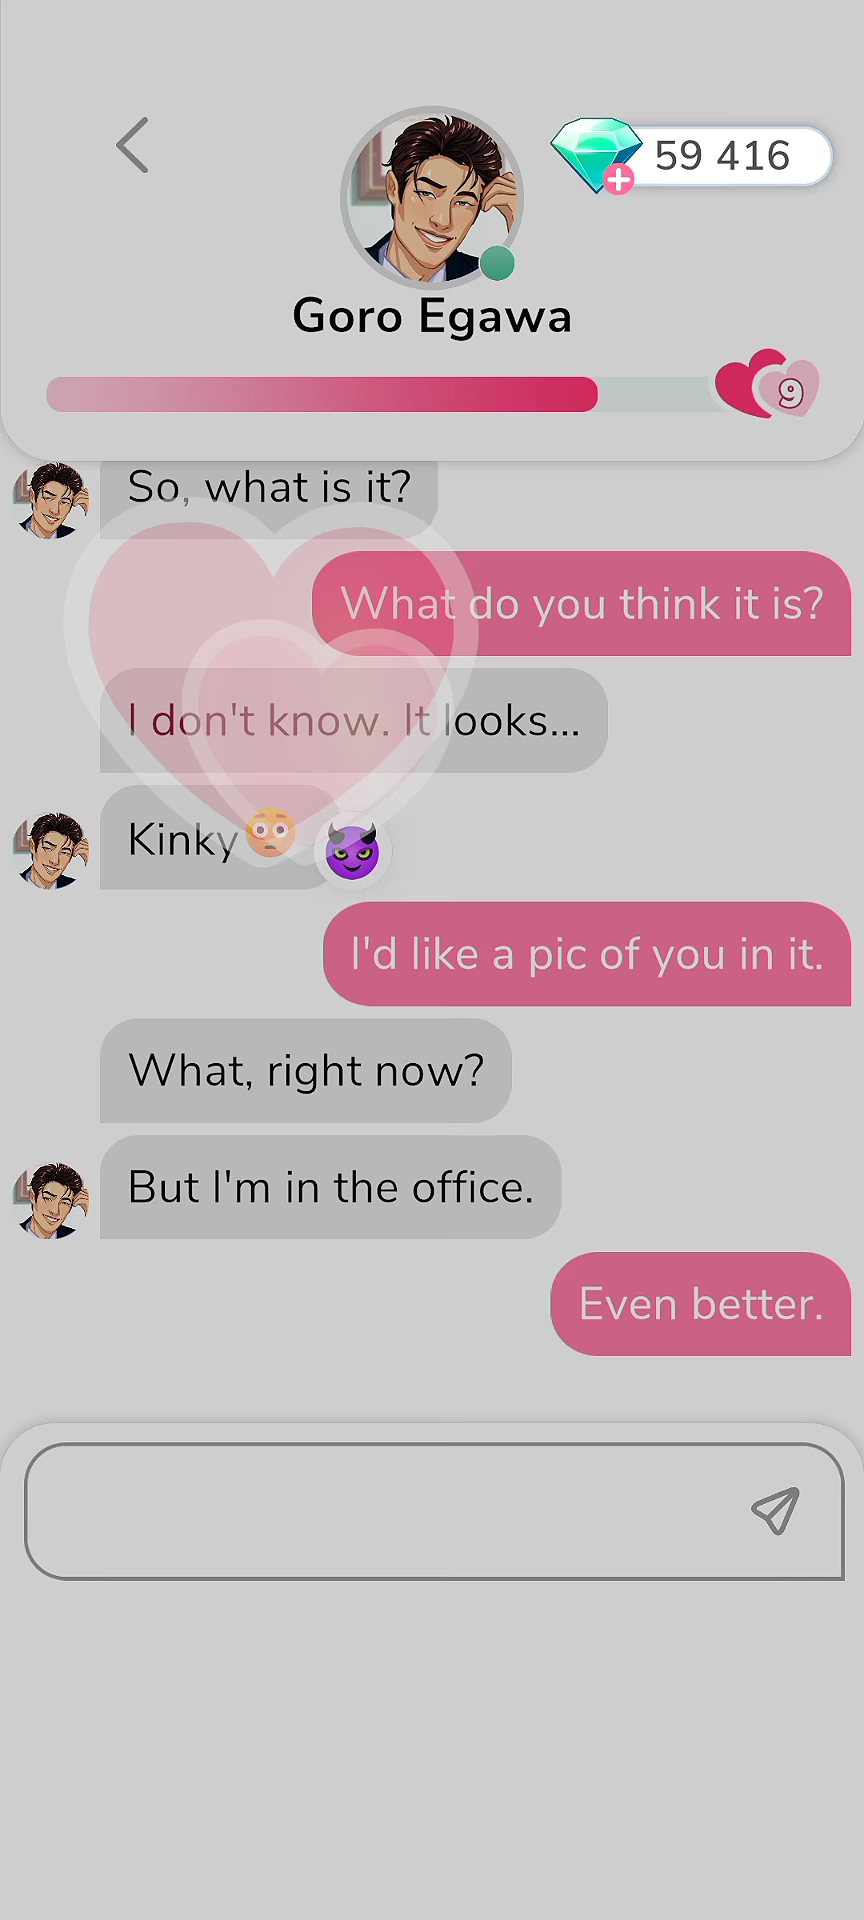 59 416
Goro Egawa
9
So, what is it?
What do you think it is?
I don't know. It looks...
Kinky😳
😈
I'd like a pic of you in it.
What, right now?
But I'm in the office.
Even better.